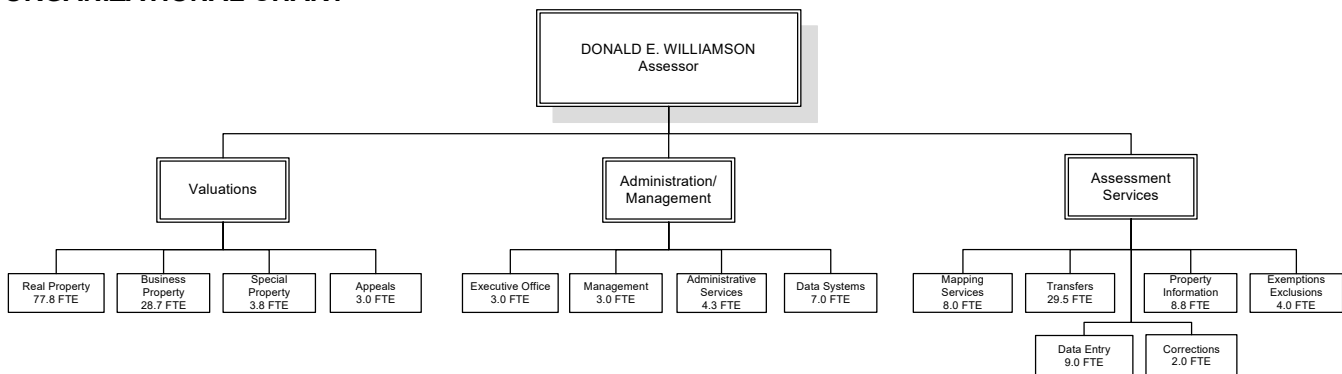 DONALD E. WILLIAMSON
Assessor
Valuations
Administration/
Management
Assessment
Services
Real Property
77.8 FTE
Business
Property
28.7 FTE
Special
Property
3.8 FTE
Appeals
3.0 FTE
Executive Office
3.0 FTE
Management
3.0 FTE
Administrative
Services
4.3 FTE
Data Systems
7.0 FTE
Mapping
Services
8.0 FTE
Transfers
29.5 FTE
Property
Information
8.8 FTE
Exemptions
Exclusions
4.0 FTE
Data Entry
9.0 FTE
Corrections
2.0 FTE